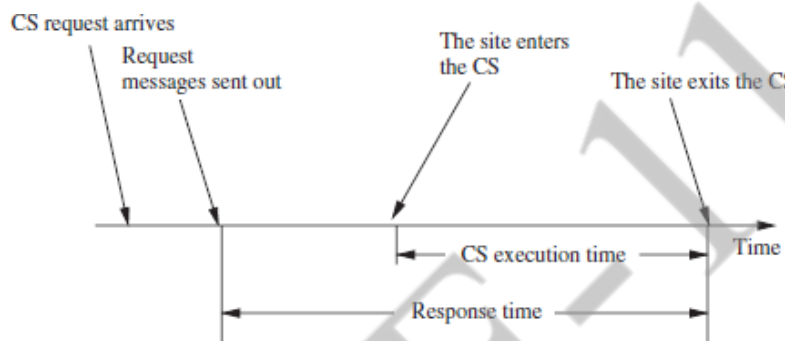 CS request arrives
Request
messages sent out
The site enters
the CS
The site exits the CS
Time
CS execution time
Response time